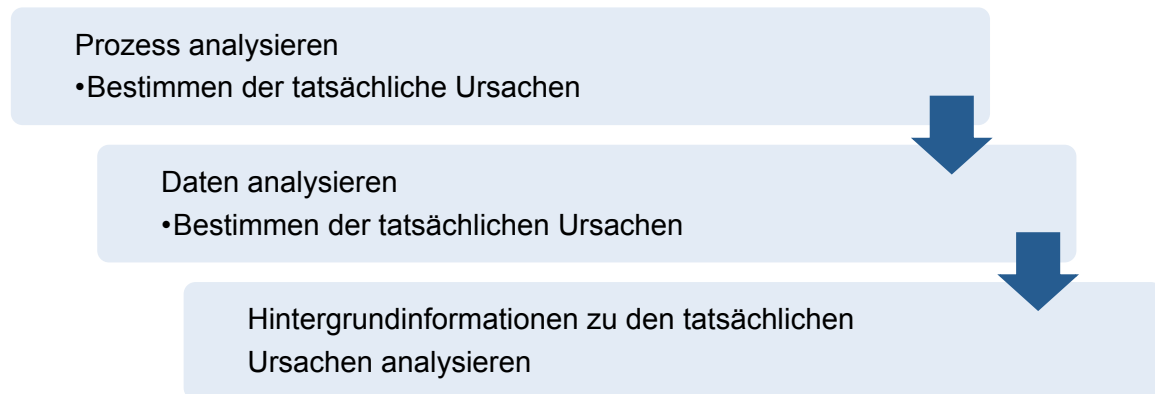 Prozess analysieren
•Bestimmen der tatsächliche Ursachen
Daten analysieren
•Bestimmen der tatsächlichen Ursachen
Hintergrundinformationen zu den tatsächlichen
Ursachen analysieren